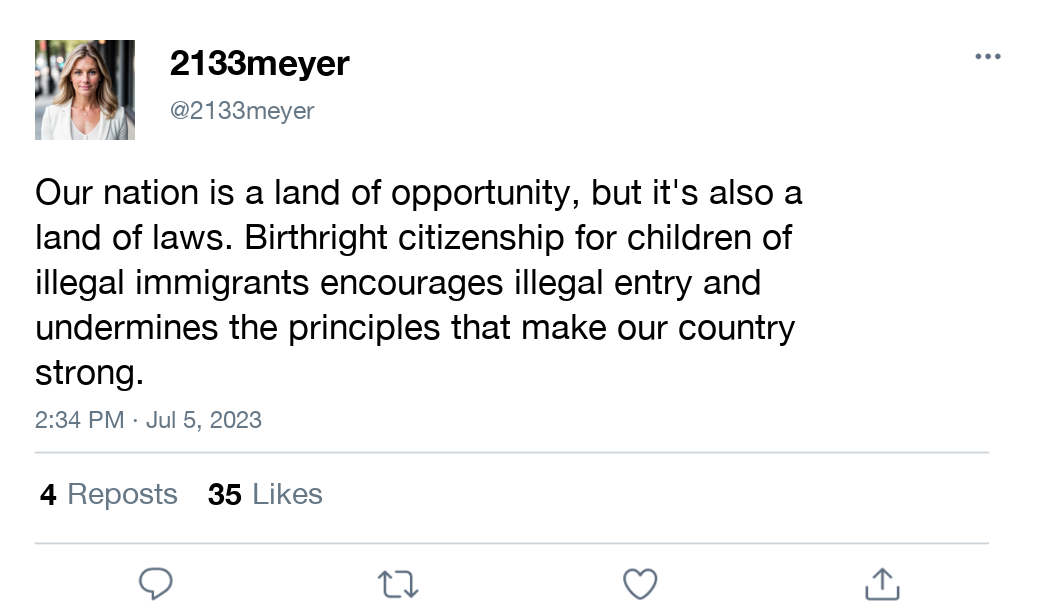 2133meyer
@2133meyer
Our nation is a land of opportunity, but it's also a
land of laws. Birthright citizenship for children of
illegal immigrants encourages illegal entry and
undermines the principles that make our country
strong.
2:34 PM · Jul 5, 2023
4 Reposts 35 Likes